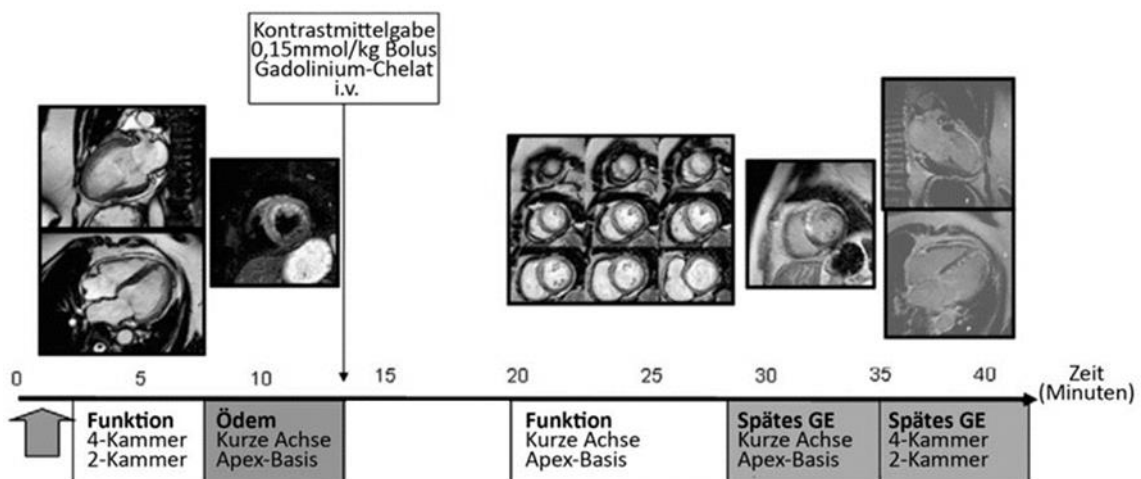 Kontrastmittelgabe
0,15mmol/kg Bolus
Gadolinium-Chelat
i.v.
0 5 10 15 20 25 30 35 40 Zeit
(Minuten)
Funktion
4-Kammer
2-Kammer
Ödem
Kurze Achse
Apex-Basis
Funktion
Kurze Achse
Apex-Basis
Spätes GE
Kurze Achse
Apex-Basis
Spätes GE
4-Kammer
2-Kammer